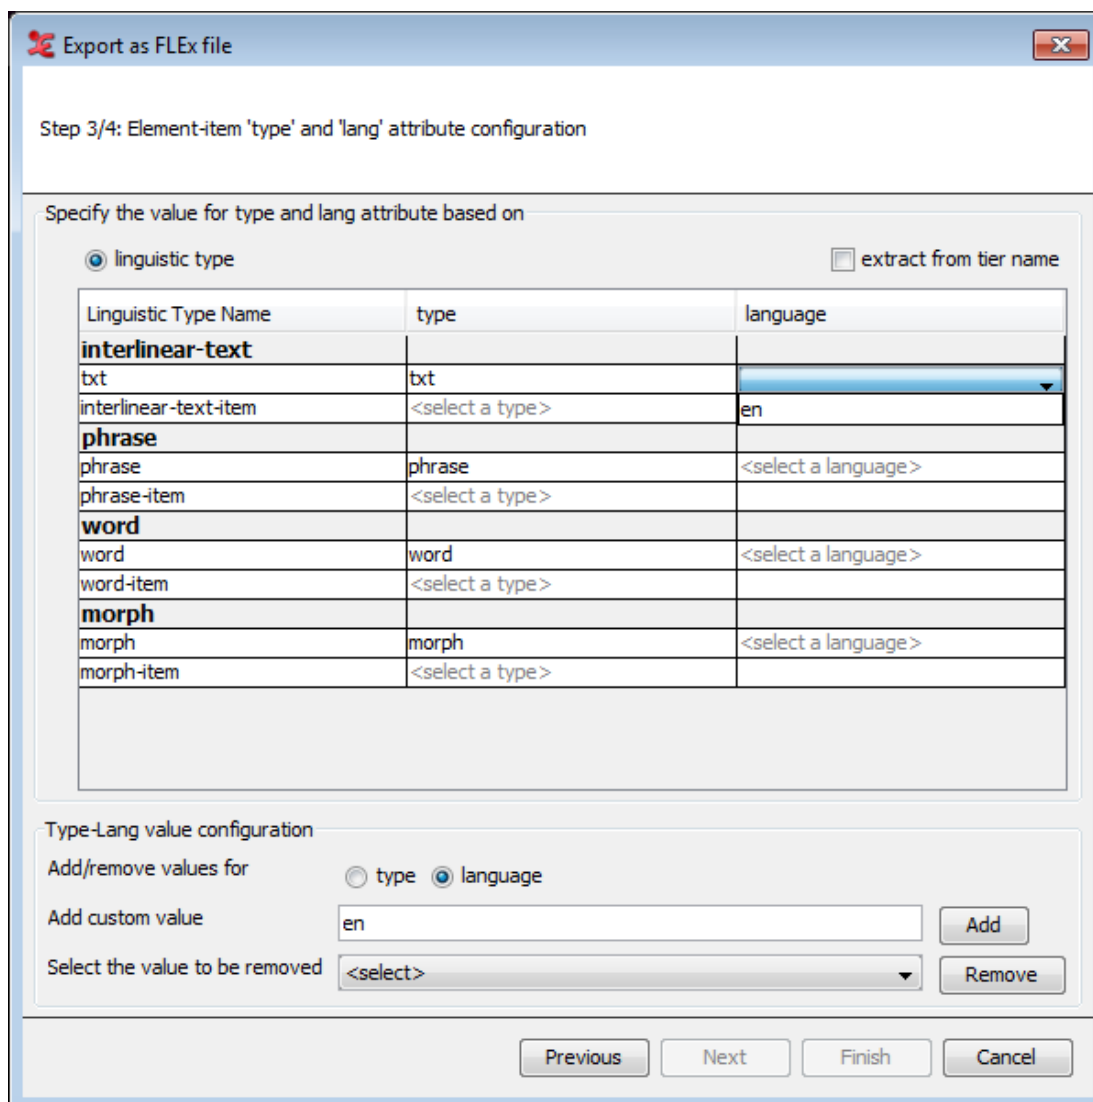 Export as FLEx file
Step 3/4: Element-item 'type' and 'lang' attribute configuration
Specify the value for type and lang attribute based on
linguistic type extract from tier name
Linguistic Type Name type language
interlinear-text
txt txt
interlinear-text-item <select a type> en
phrase
phrase phrase <select a language>
phrase-item <select a type>
word
word word <select a language>
word-item <select a type>
morph
morph morph <select a language>
morph-item <select a type>
Type-Lang value configuration
Add/remove values for type language
Add custom value en Add
Select the value to be removed <select> Remove
Previous Next Finish Cancel